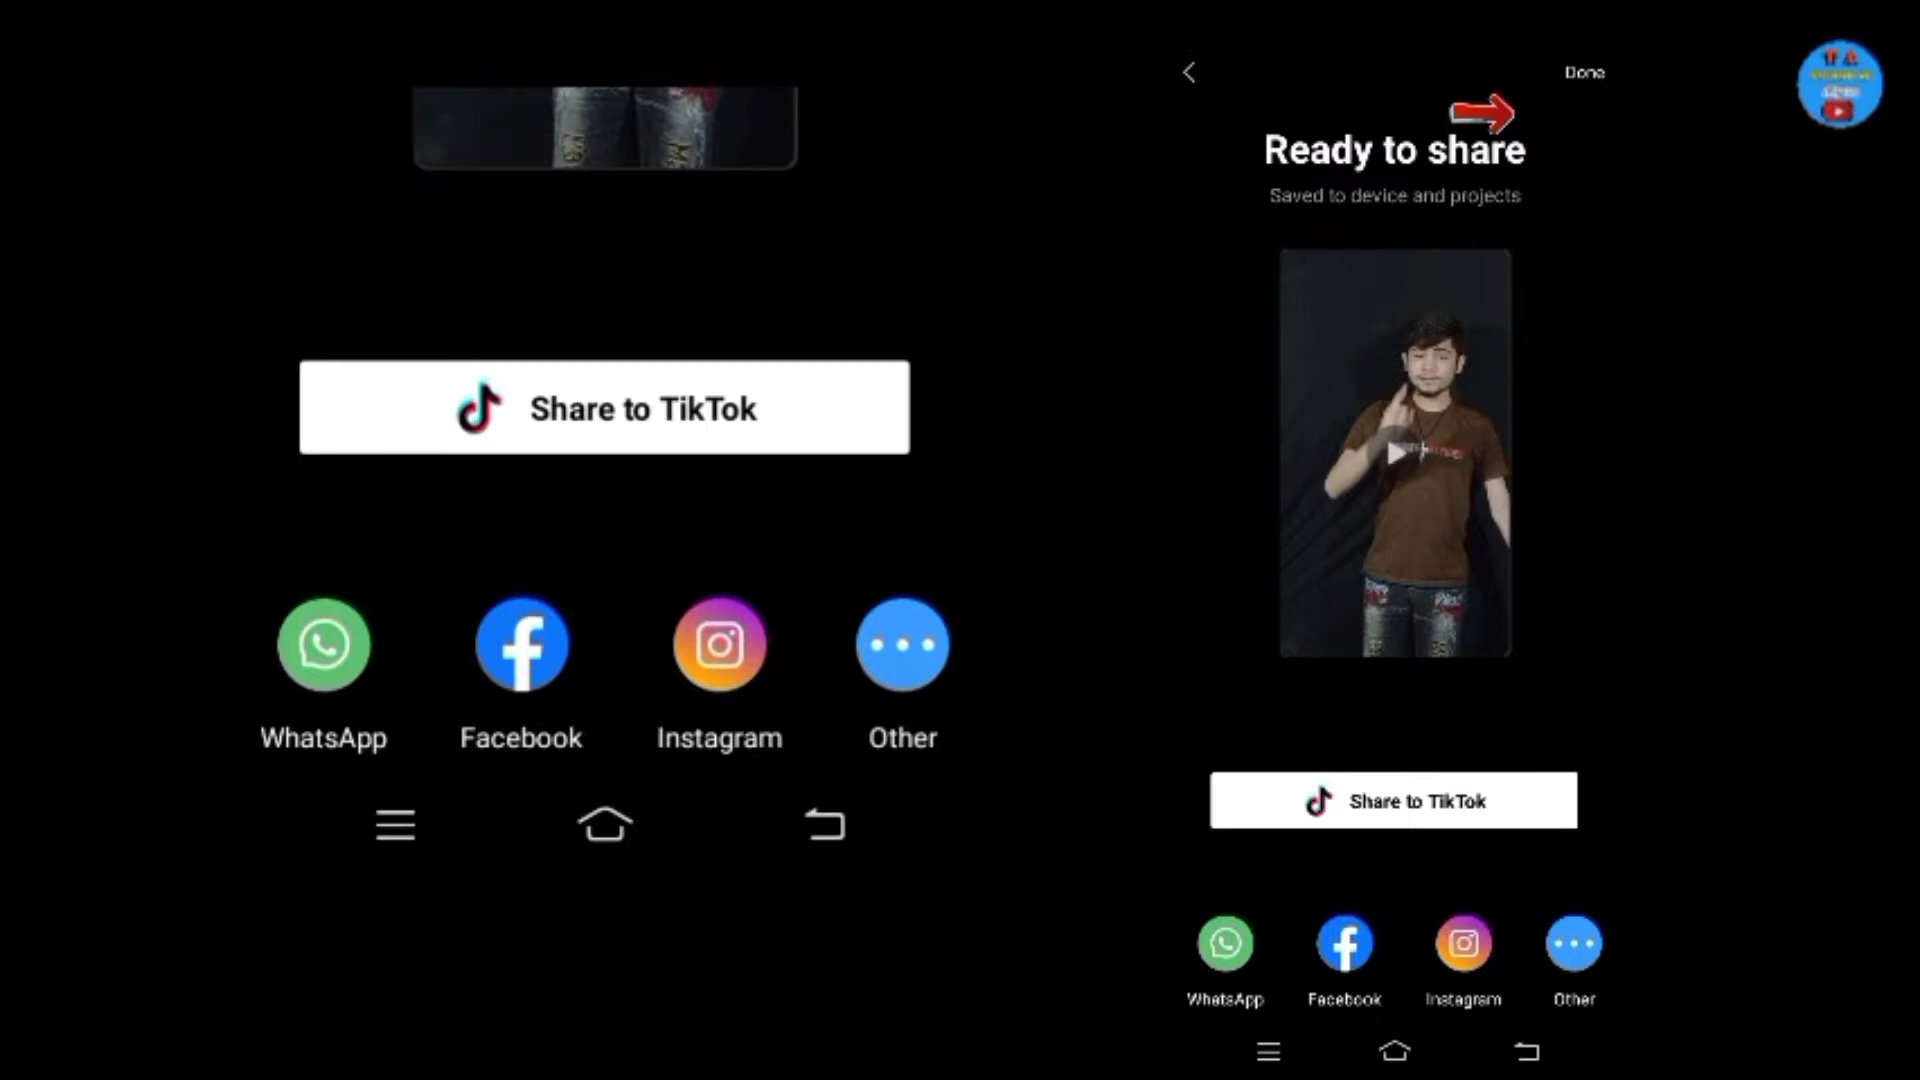 Share to TikTok
WhatsApp
Facebook
Instagram
Other
Done
Ready to share
Saved to device and projects
Share to TikTok
WhatsApp
Facebook
Instagram
Other